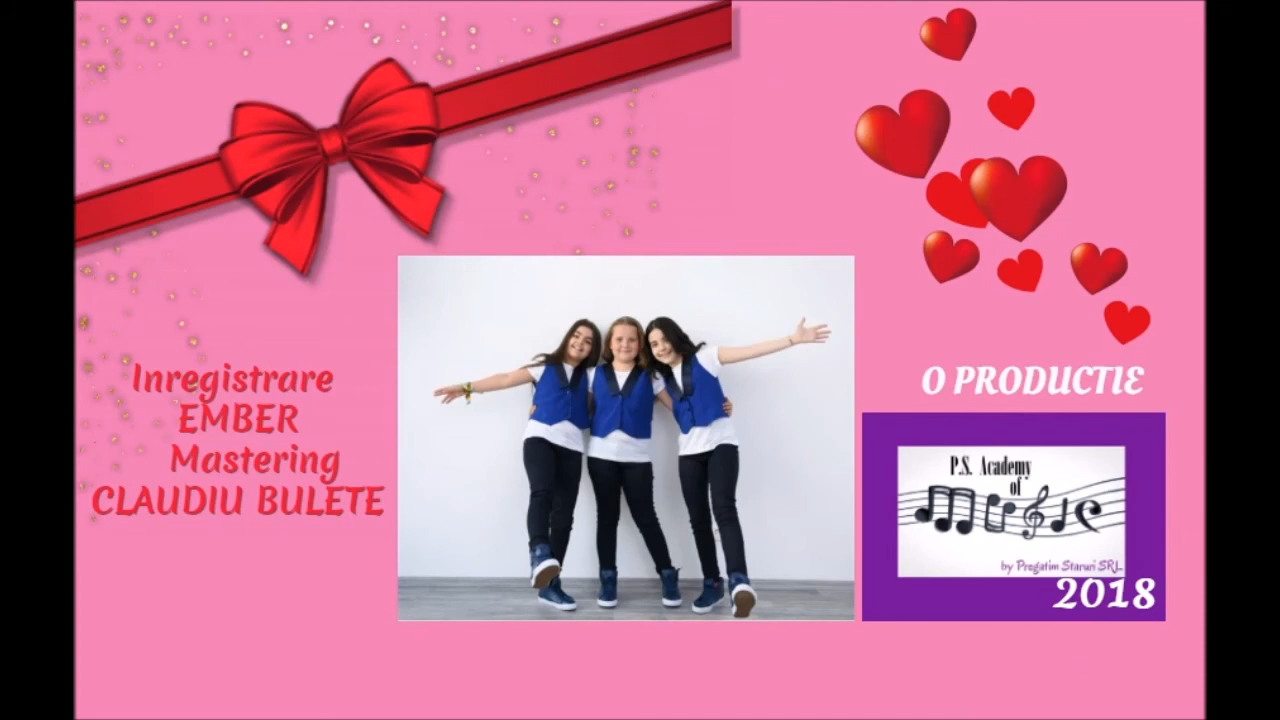 Inregistrare
EMBER
Mastering
CLAUDIU BULETE
O PRODUCTIE
P.S. Academy
of
music
by Pregatim Staruri SRL
2018